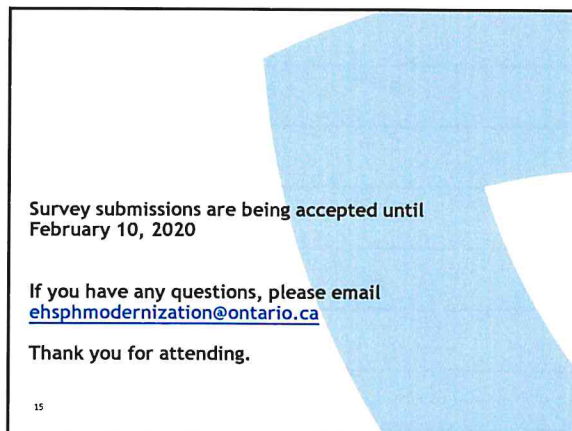 Survey submissions are being accepted until
February 10, 2020
If you have any questions, please email
ehsphmodernization@ontario.ca
Thank you for attending.
15